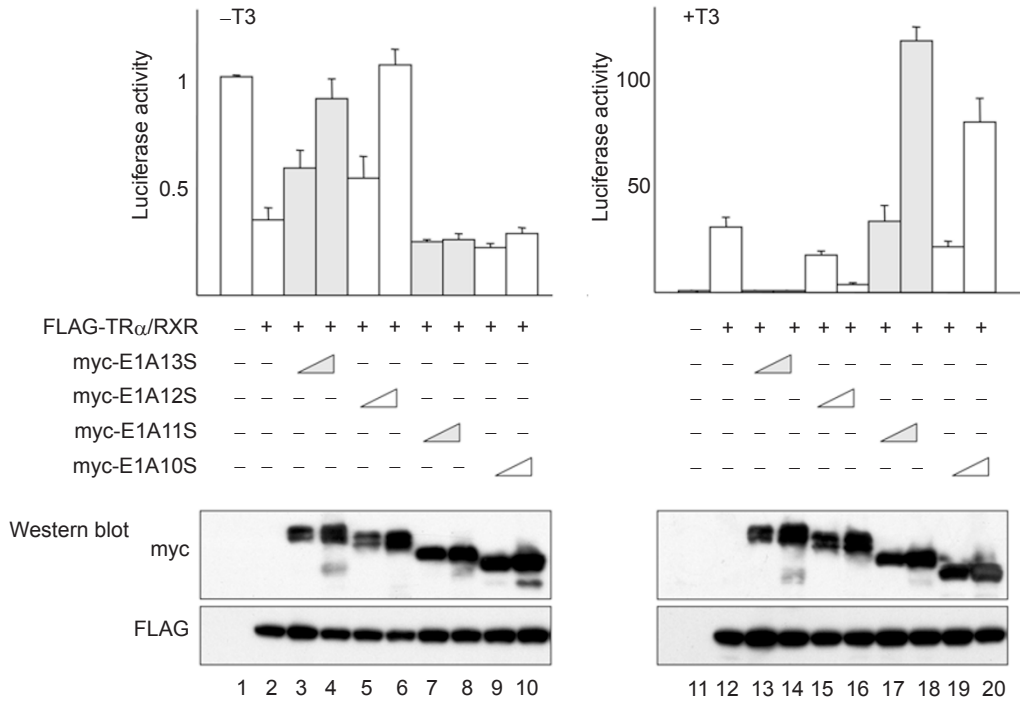 –T3
+T3
Luciferase activity
1
0.5
Luciferase activity
100
50
FLAG-TRα/RXR – + + + + + + + + + – + + + + + + + + +
myc-E1A13S – – – – – – – – – – – – – – – –
myc-E1A12S – – – – – – – – – – – – – – – –
myc-E1A11S – – – – – – – – – – – – – – – –
myc-E1A10S – – – – – – – – – – – – – – – –
Western blot
myc
FLAG
1 2 3 4 5 6 7 8 9 10 11 12 13 14 15 16 17 18 19 20